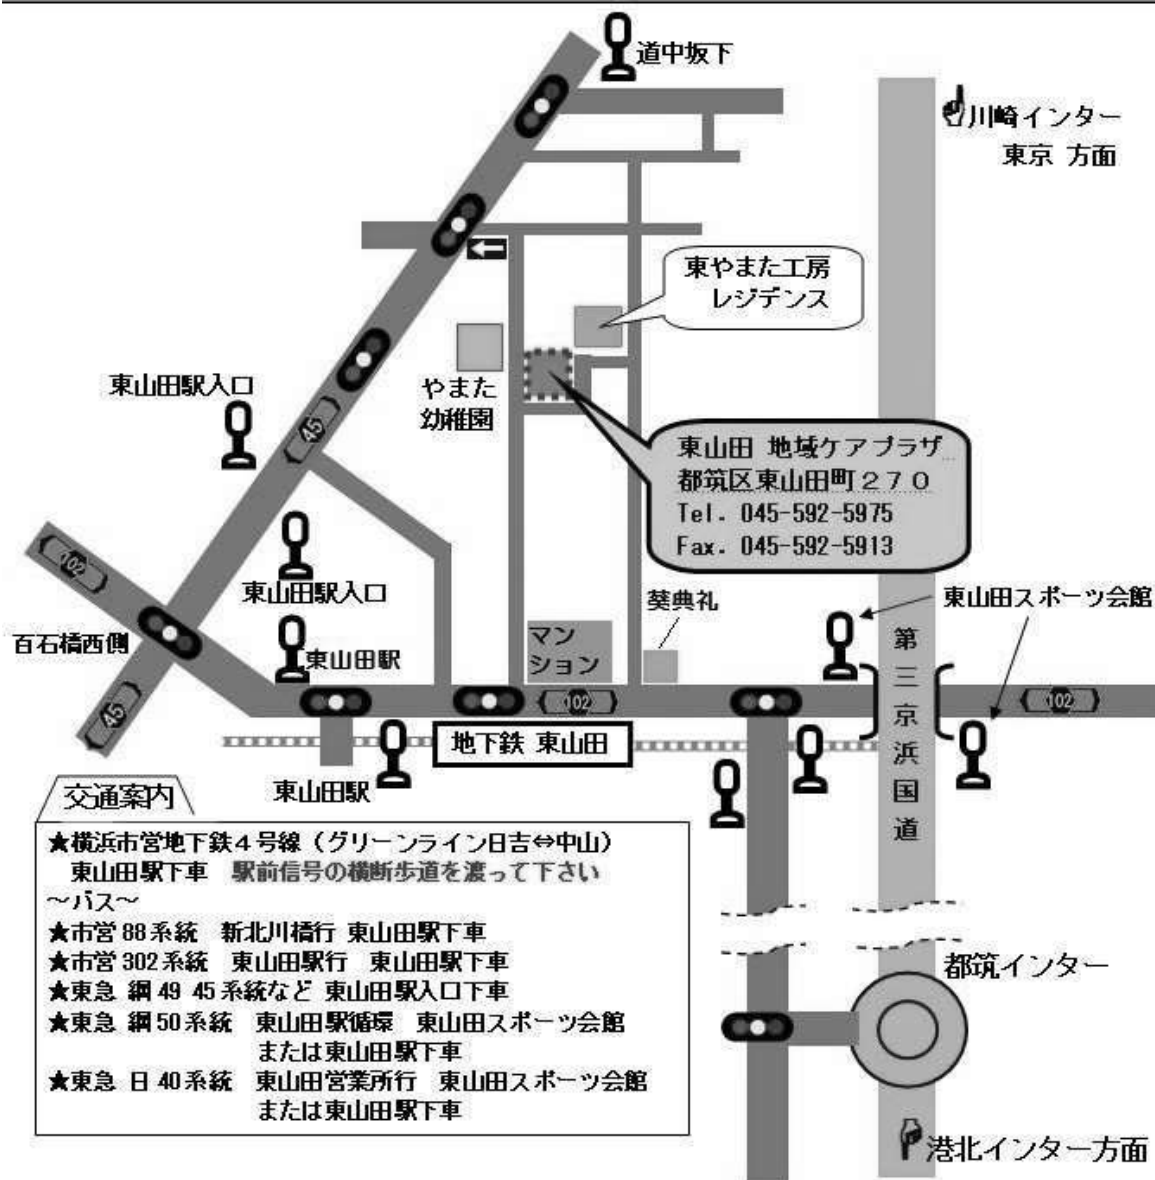 道中坂下
川崎インター
東京 方面
東やまた工房
レジデンス
東山田駅入口
やまた
幼稚園
東山田 地域ケアプラザ
都筑区東山田町270
Tel. 045-592-5975
Fax. 045-592-5913
45
102
東山田駅入口
葵典礼
東山田スポーツ会館
百石橋西側
東山田駅
マン
ション
第三京浜国道
45
102
102
地下鉄 東山田
東山田駅
交通案内
★横浜市営地下鉄4号線(グリーンライン日吉⇔中山)
東山田駅下車 駅前信号の横断歩道を渡って下さい
~バス~
★市営88系統 新北川橋行 東山田駅下車
★市営302系統 東山田駅行 東山田駅下車
★東急 綱49 45系統など 東山田駅入口下車
★東急 綱50系統 東山田駅循環 東山田スポーツ会館
または東山田駅下車
★東急 日40系統 東山田営業所行 東山田スポーツ会館
または東山田駅下車
都筑インター
港北インター方面